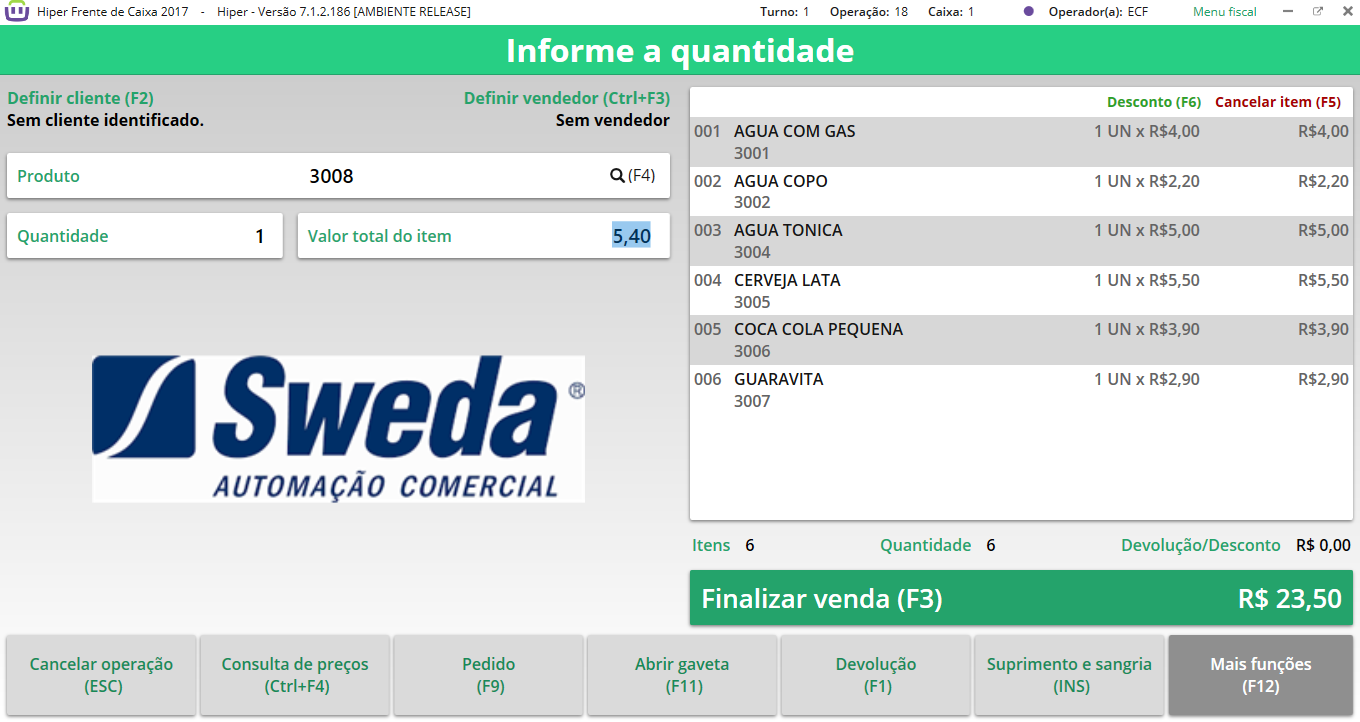 Hiper Frente de Caixa 2017 - Hiper - Versão 7.1.2.186 [AMBIENTE RELEASE] Turno: 1 Operação: 18 Caixa: 1 Operador(a): ECF Menu fiscal
Informe a quantidade
Definir cliente (F2) Definir vendedor (Ctrl+F3)
Sem cliente identificado. Sem vendedor
Produto 3008 (F4)
Quantidade 1 Valor total do item 5,40
Sweda ®
AUTOMAÇÃO COMERCIAL
Desconto (F6) Cancelar item (F5)
001 AGUA COM GAS 1 UN x R$4,00 R$4,00
3001
002 AGUA COPO 1 UN x R$2,20 R$2,20
3002
003 AGUA TONICA 1 UN x R$5,00 R$5,00
3004
004 CERVEJA LATA 1 UN x R$5,50 R$5,50
3005
005 COCA COLA PEQUENA 1 UN x R$3,90 R$3,90
3006
006 GUARAVITA 1 UN x R$2,90 R$2,90
3007
Itens 6 Quantidade 6 Devolução/Desconto R$ 0,00
Finalizar venda (F3) R$ 23,50
Cancelar operação
(ESC)
Consulta de preços
(Ctrl+F4)
Pedido
(F9)
Abrir gaveta
(F11)
Devolução
(F1)
Suprimento e sangria
(INS)
Mais funções
(F12)